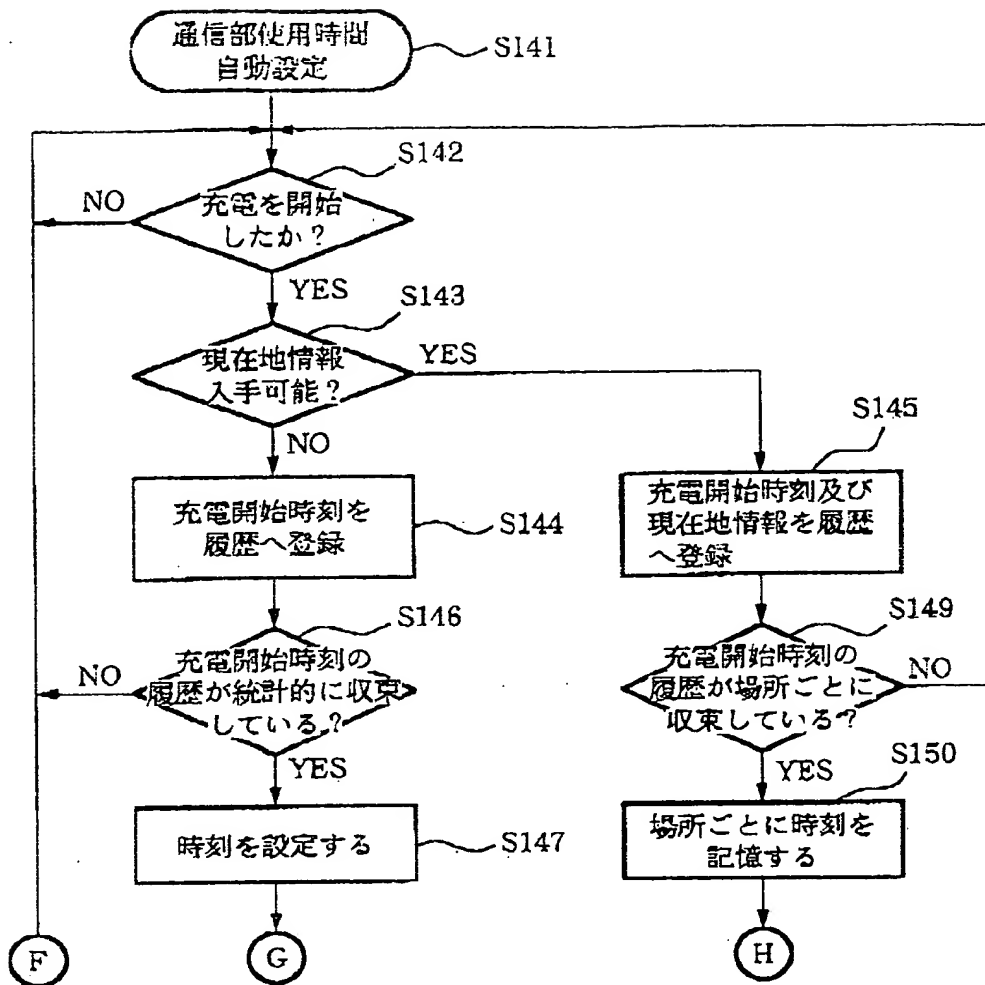 通信部使用時間
自動設定
S141
S142
NO
充電を開始
したか？
YES
S143
現在地情報
入手可能？
YES
NO
S145
充電開始時刻を
履歴へ登録
S144
充電開始時刻及び
現在地情報を履歴
へ登録
S146
S149
NO
充電開始時刻の
履歴が統計的に収束
している？
充電開始時刻の
履歴が場所ごとに
収束している？
NO
YES
YES
S150
時刻を設定する
S147
場所ごとに時刻を
記憶する
F
G
H